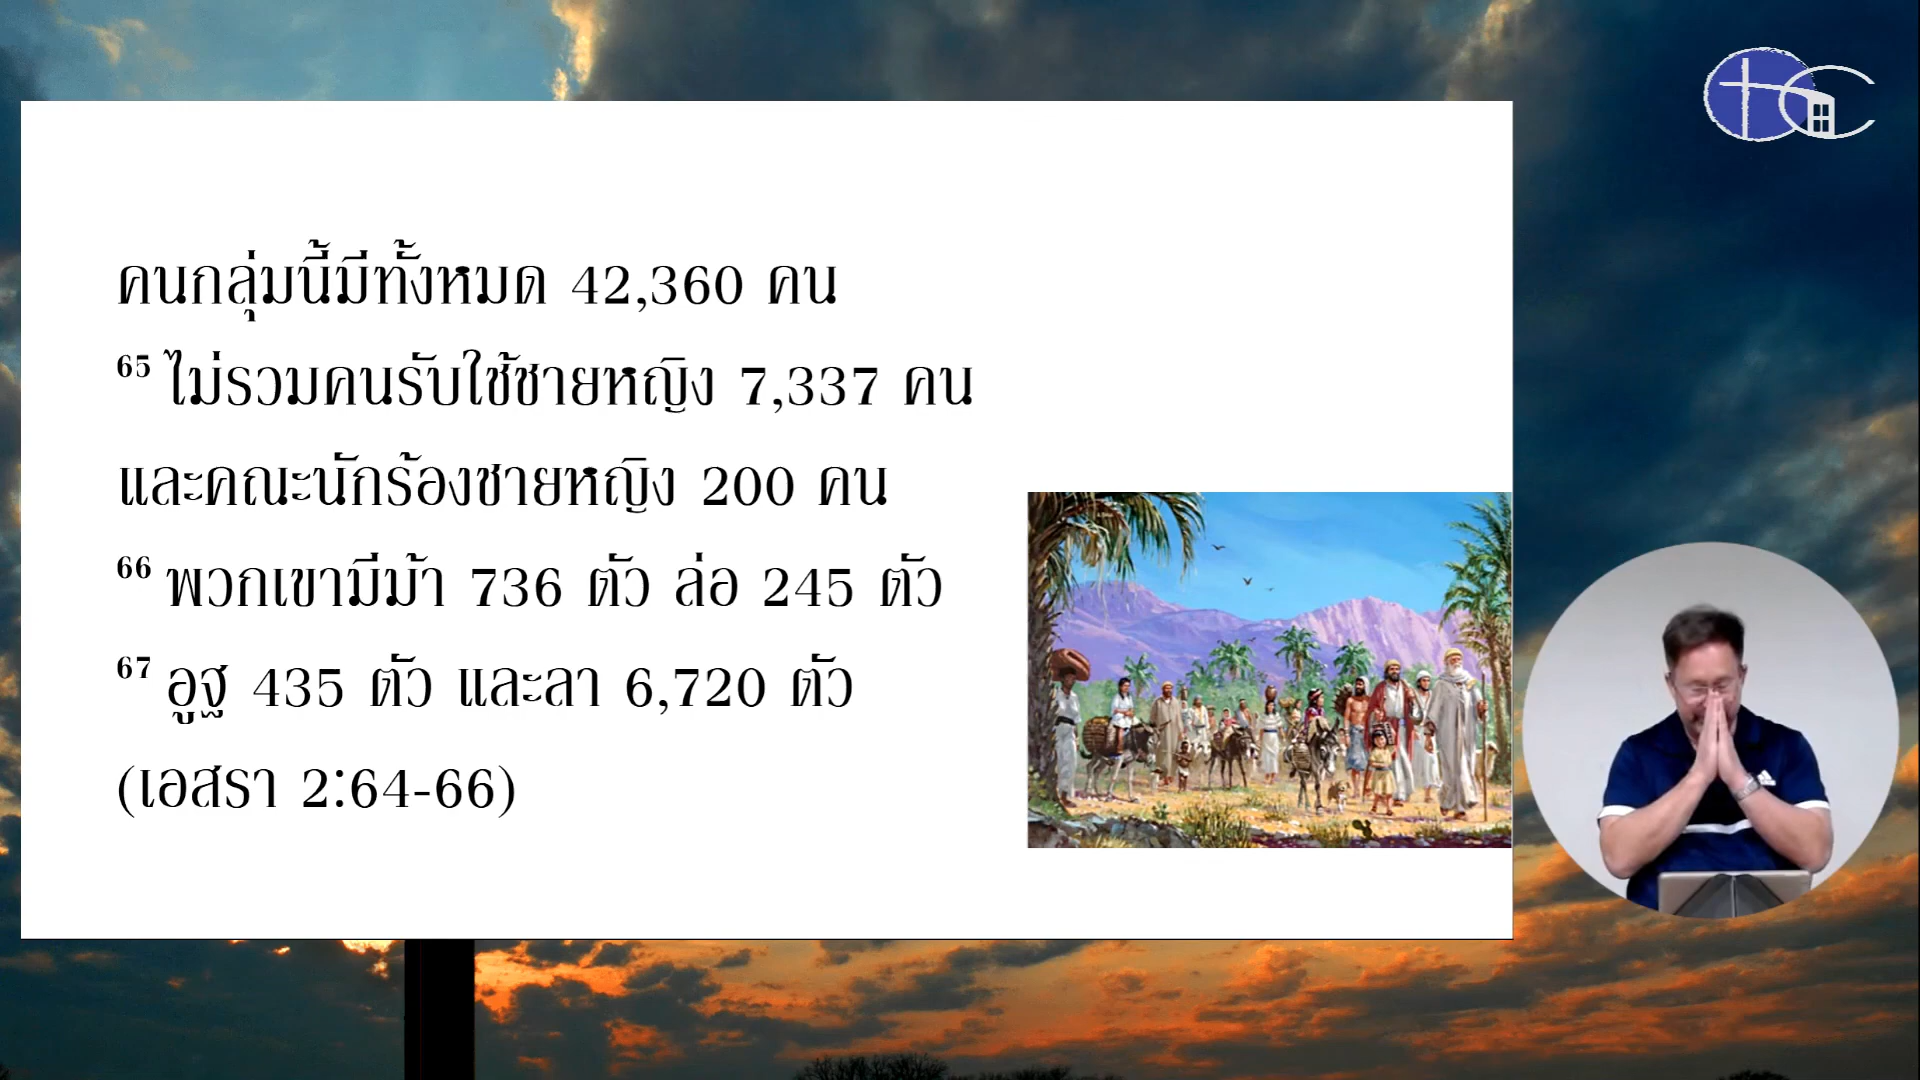 คนกลุ่มนี้มีทั้งหมด 42,360 คน
65 ไม่รวมคนรับใช้ชายหญิง 7,337 คน
และคณะนักร้องชายหญิง 200 คน
66 พวกเขามีม้า 736 ตัว ล่อ 245 ตัว
67 อูฐ 435 ตัว และลา 6,720 ตัว
(เอสรา 2:64-66)